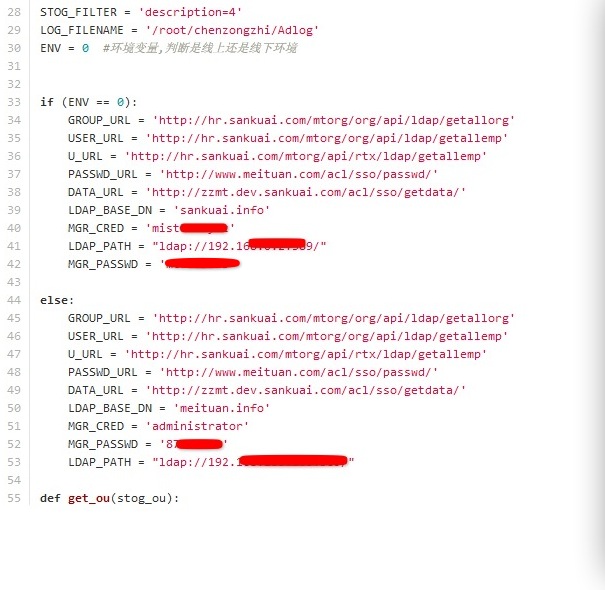 28 STOG_FILTER = 'description=4'
29 LOG_FILENAME = '/root/chenzongzhi/Adlog'
30 ENV = 0 #环境变量,判断是线上还是线下环境
31
32
33 if (ENV == 0):
34 GROUP_URL = 'http://hr.sankuai.com/mtorg/org/api/ldap/getallorg'
35 USER_URL = 'http://hr.sankuai.com/mtorg/org/api/ldap/getallemp'
36 U_URL = 'http://hr.sankuai.com/mtorg/api/rtx/ldap/getallemp'
37 PASSWD_URL = 'http://www.meituan.com/acl/sso/passwd/'
38 DATA_URL = 'http://zzmt.dev.sankuai.com/acl/sso/getdata/'
39 LDAP_BASE_DN = 'sankuai.info'
40 MGR_CRED = 'mist '
41 LDAP_PATH = "ldap://192.16 9/"
42 MGR_PASSWD = '
43
44 else:
45 GROUP_URL = 'http://hr.sankuai.com/mtorg/org/api/ldap/getallorg'
46 USER_URL = 'http://hr.sankuai.com/mtorg/org/api/ldap/getallemp'
47 U_URL = 'http://hr.sankuai.com/mtorg/api/rtx/ldap/getallemp'
48 PASSWD_URL = 'http://www.meituan.com/acl/sso/passwd/'
49 DATA_URL = 'http://zzmt.dev.sankuai.com/acl/sso/getdata/'
50 LDAP_BASE_DN = 'meituan.info'
51 MGR_CRED = 'administrator'
52 MGR_PASSWD = '87 '
53 LDAP_PATH = "ldap://192.1 "
54
55 def get_ou(stog_ou):